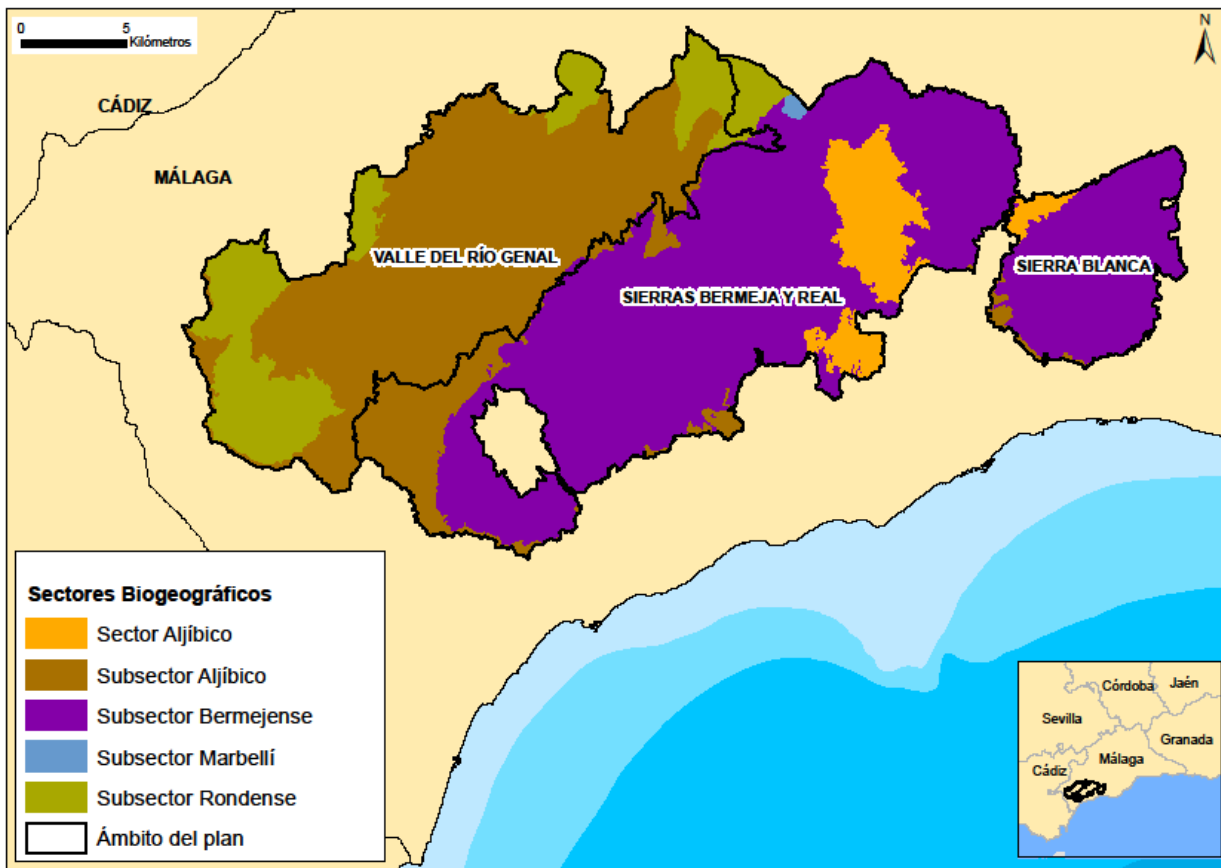 0 5
Kilómetros
N
CÁDIZ
MÁLAGA
VALLE DEL RÍO GENAL
SIERRAS BERMEJA Y REAL
SIERRA BLANCA
Sectores Biogeográficos
Sector Aljíbico
Subsector Aljíbico
Subsector Bermejense
Subsector Marbellí
Subsector Rondense
Ámbito del plan
Córdoba
Jaén
Sevilla
Granada
Málaga
Cádiz